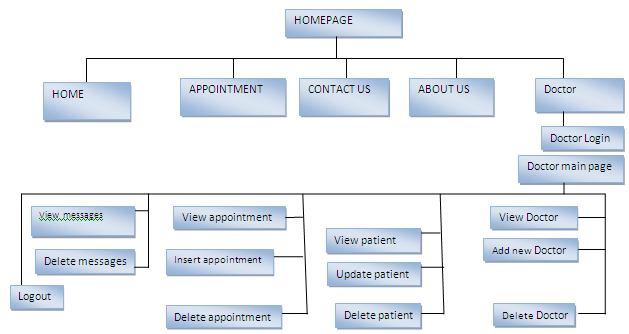 HOMEPAGE
HOME
APPOINTMENT
CONTACT US
ABOUT US
Doctor
Doctor Login
Doctor main page
View messages
View appointment
View patient
View Doctor
Delete messages
Insert appointment
Update patient
Add new Doctor
Logout
Delete appointment
Delete patient
Delete Doctor